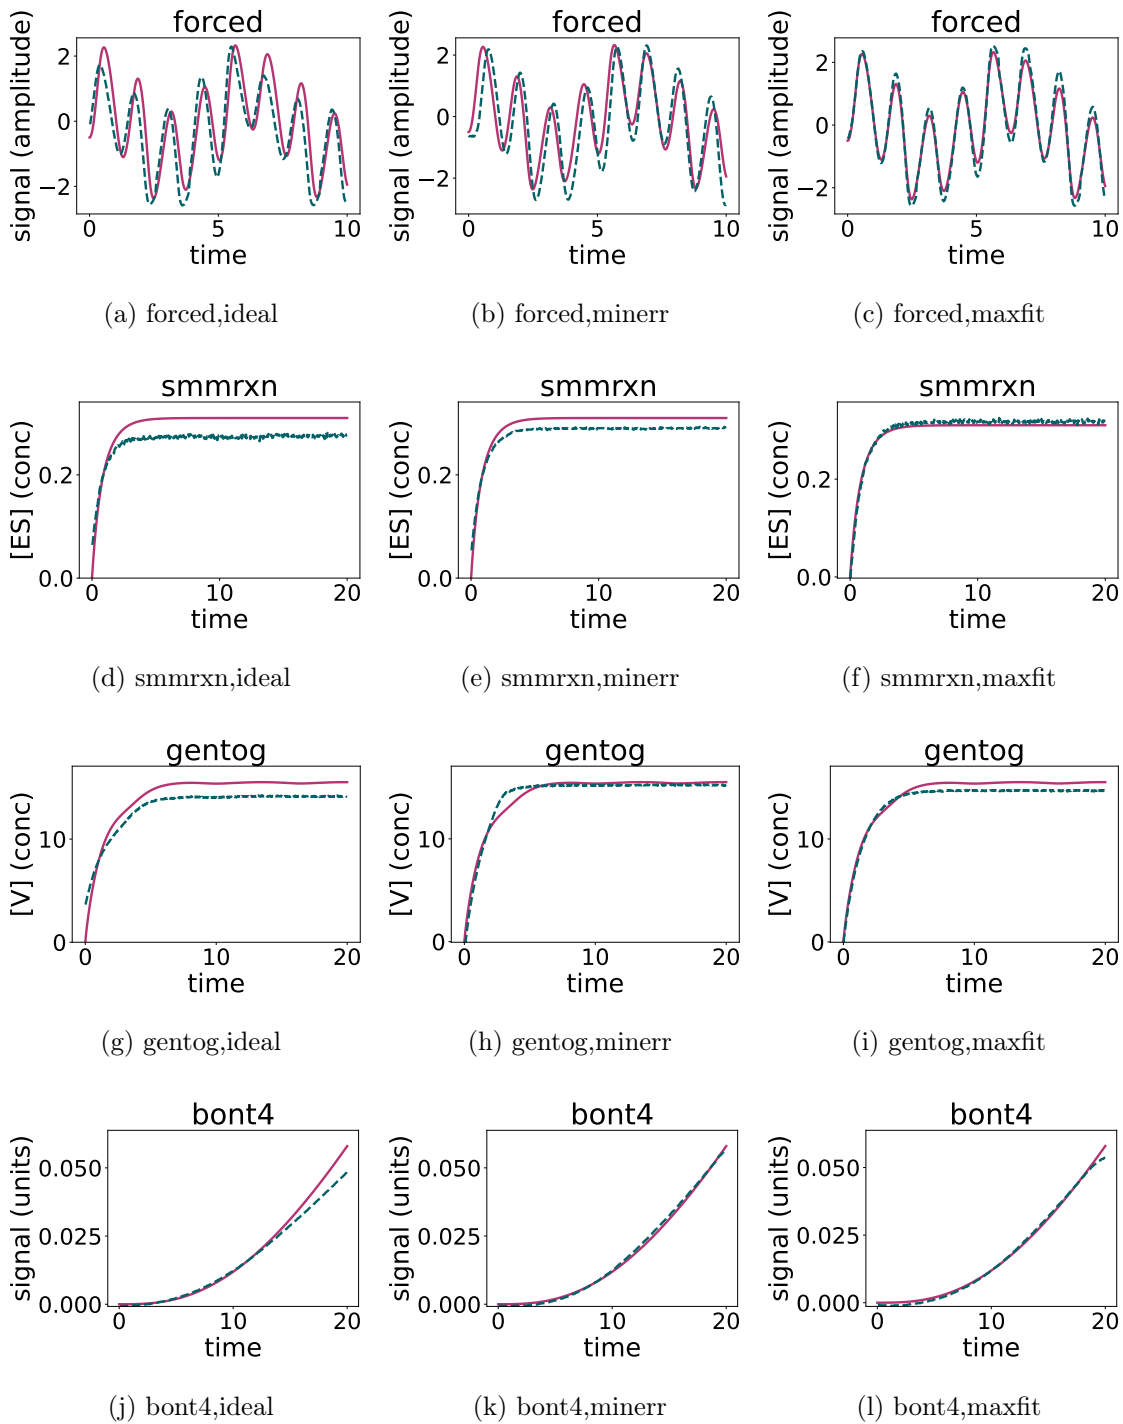 forced
forced
forced
signal (amplitude)
2
0
−2
0
5
10
time
signal (amplitude)
2
0
−2
0
5
10
time
signal (amplitude)
2
0
−2
0
5
10
time
(a) forced,ideal
(b) forced,minerr
(c) forced,maxfit
smmrxn
smmrxn
smmrxn
[ES] (conc)
0.2
0.0
0
10
20
time
[ES] (conc)
0.2
0.0
0
10
20
time
[ES] (conc)
0.2
0.0
0
10
20
time
(d) smmrxn,ideal
(e) smmrxn,minerr
(f) smmrxn,maxfit
gentog
gentog
gentog
[V] (conc)
10
0
0
10
20
time
[V] (conc)
10
0
0
10
20
time
[V] (conc)
10
0
0
10
20
time
(g) gentog,ideal
(h) gentog,minerr
(i) gentog,maxfit
bont4
bont4
bont4
signal (units)
0.050
0.025
0.000
0
10
20
time
signal (units)
0.050
0.025
0.000
0
10
20
time
signal (units)
0.050
0.025
0.000
0
10
20
time
(j) bont4,ideal
(k) bont4,minerr
(l) bont4,maxfit